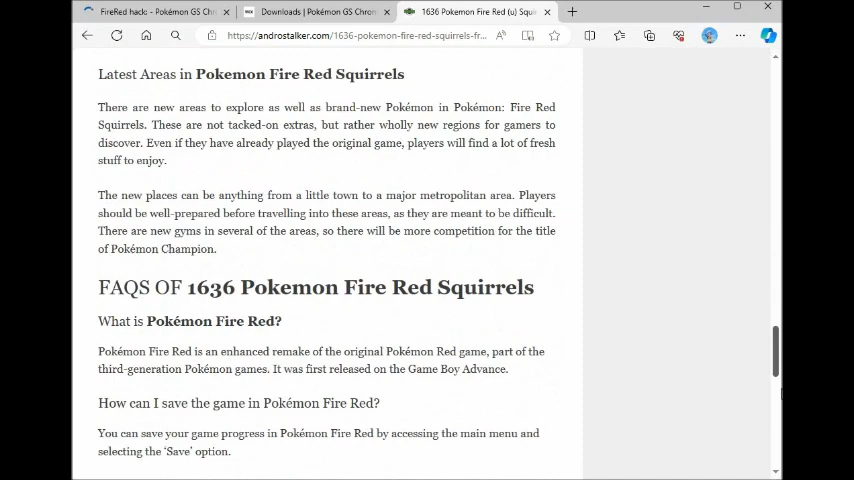 FireRed hack: - Pokémon GS Chr
Downloads | Pokémon GS Chron
1636 Pokemon Fire Red (u) Squi
https://androstalker.com/1636-pokemon-fire-red-squirrels-fr...
Latest Areas in Pokemon Fire Red Squirrels
There are new areas to explore as well as brand-new Pokémon in Pokémon: Fire Red
Squirrels. These are not tacked-on extras, but rather wholly new regions for gamers to
discover. Even if they have already played the original game, players will find a lot of fresh
stuff to enjoy.
The new places can be anything from a little town to a major metropolitan area. Players
should be well-prepared before travelling into these areas, as they are meant to be difficult.
There are new gyms in several of the areas, so there will be more competition for the title
of Pokémon Champion.
FAQS OF 1636 Pokemon Fire Red Squirrels
What is Pokémon Fire Red?
Pokémon Fire Red is an enhanced remake of the original Pokémon Red game, part of the
third-generation Pokémon games. It was first released on the Game Boy Advance.
How can I save the game in Pokémon Fire Red?
You can save your game progress in Pokémon Fire Red by accessing the main menu and
selecting the ‘Save’ option.